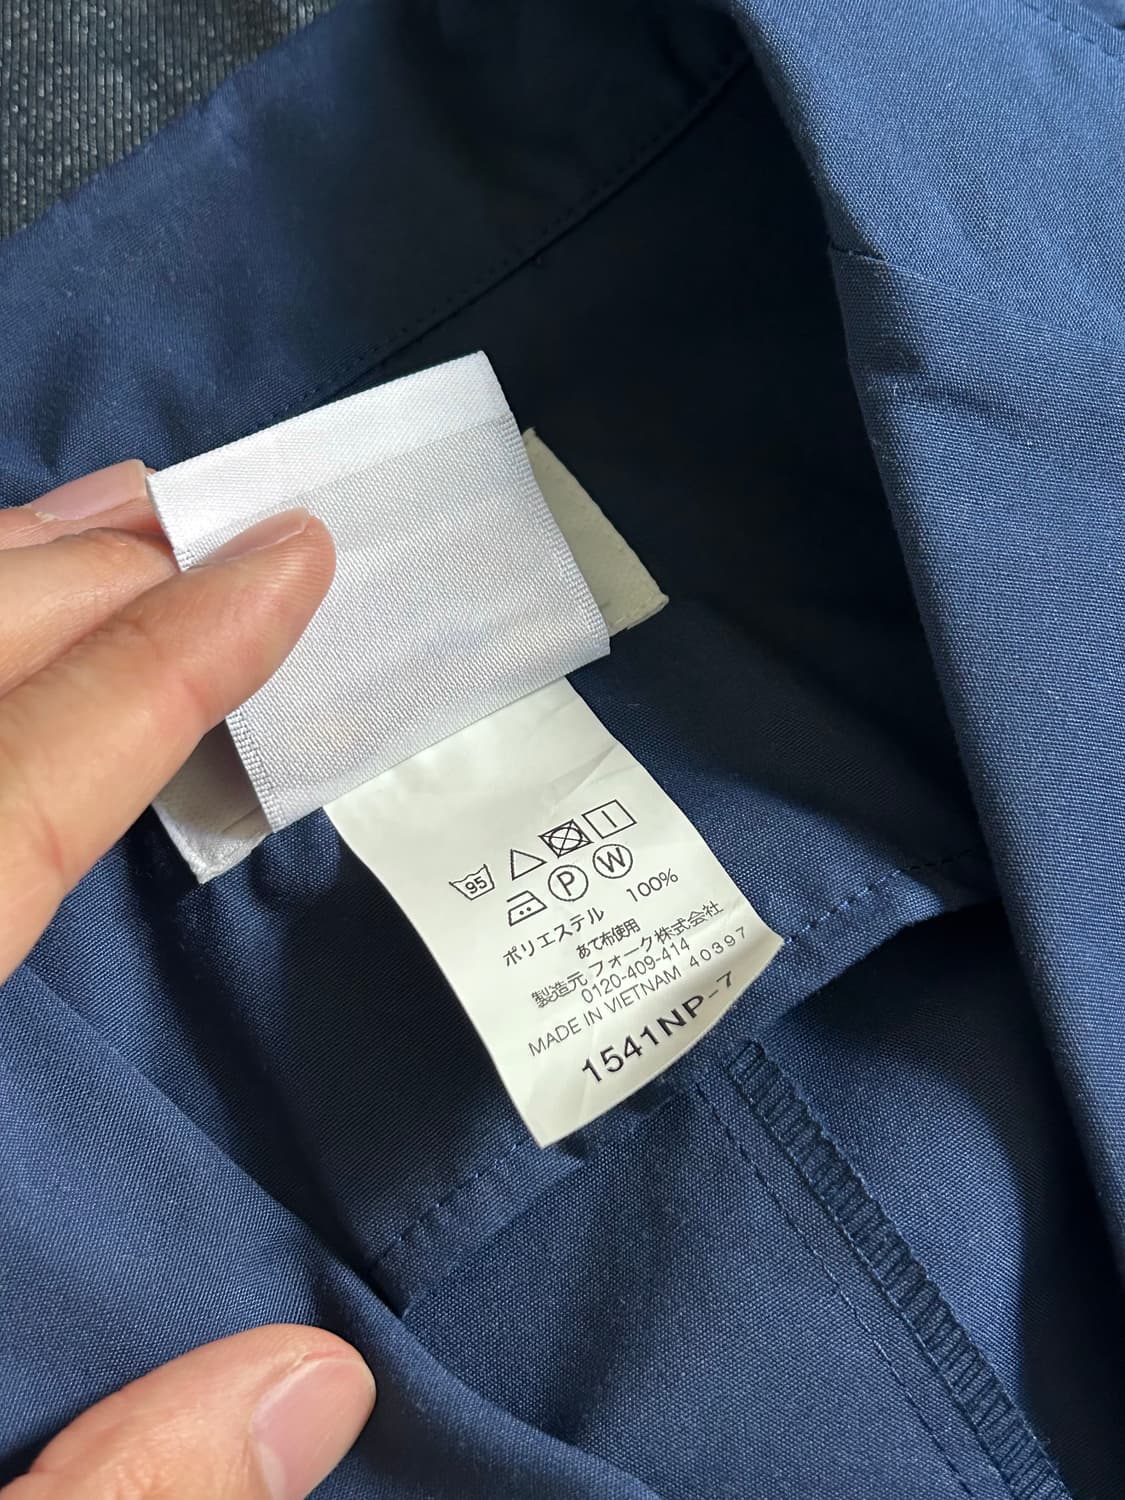 95
P W
ポリエステル 100%
あて布使用
製造元 フォーク株式会社
0120-409-414
MADE IN VIETNAM 40397
1541NP-7